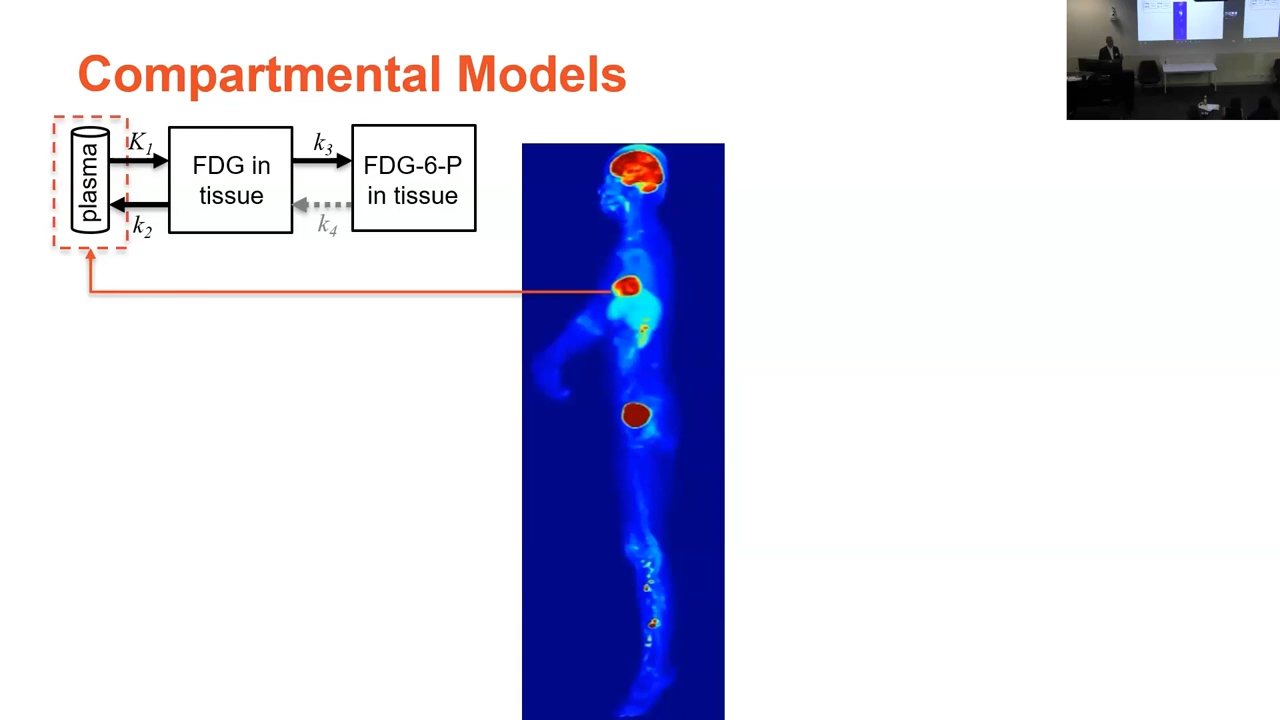 Compartmental Models
plasma
K1
k2
FDG in
tissue
k3
k4
FDG-6-P
in tissue